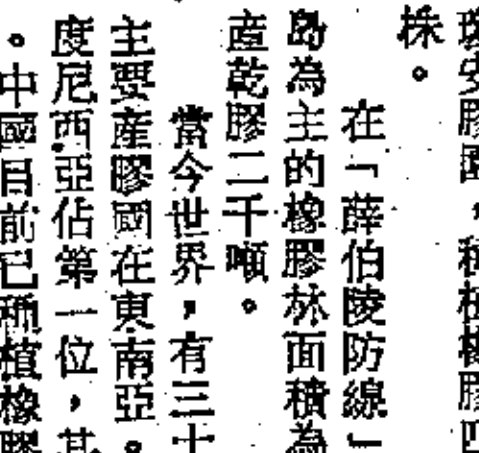 瑞安膠園，種植橡膠四
株。
在「薛伯陵防線」
島為主的橡膠林面積為
產乾膠二千噸。
當今世界，有三十
主要產膠國在東南亞。
度尼西亞佔第一位，其
。中國目前已種植橡膠